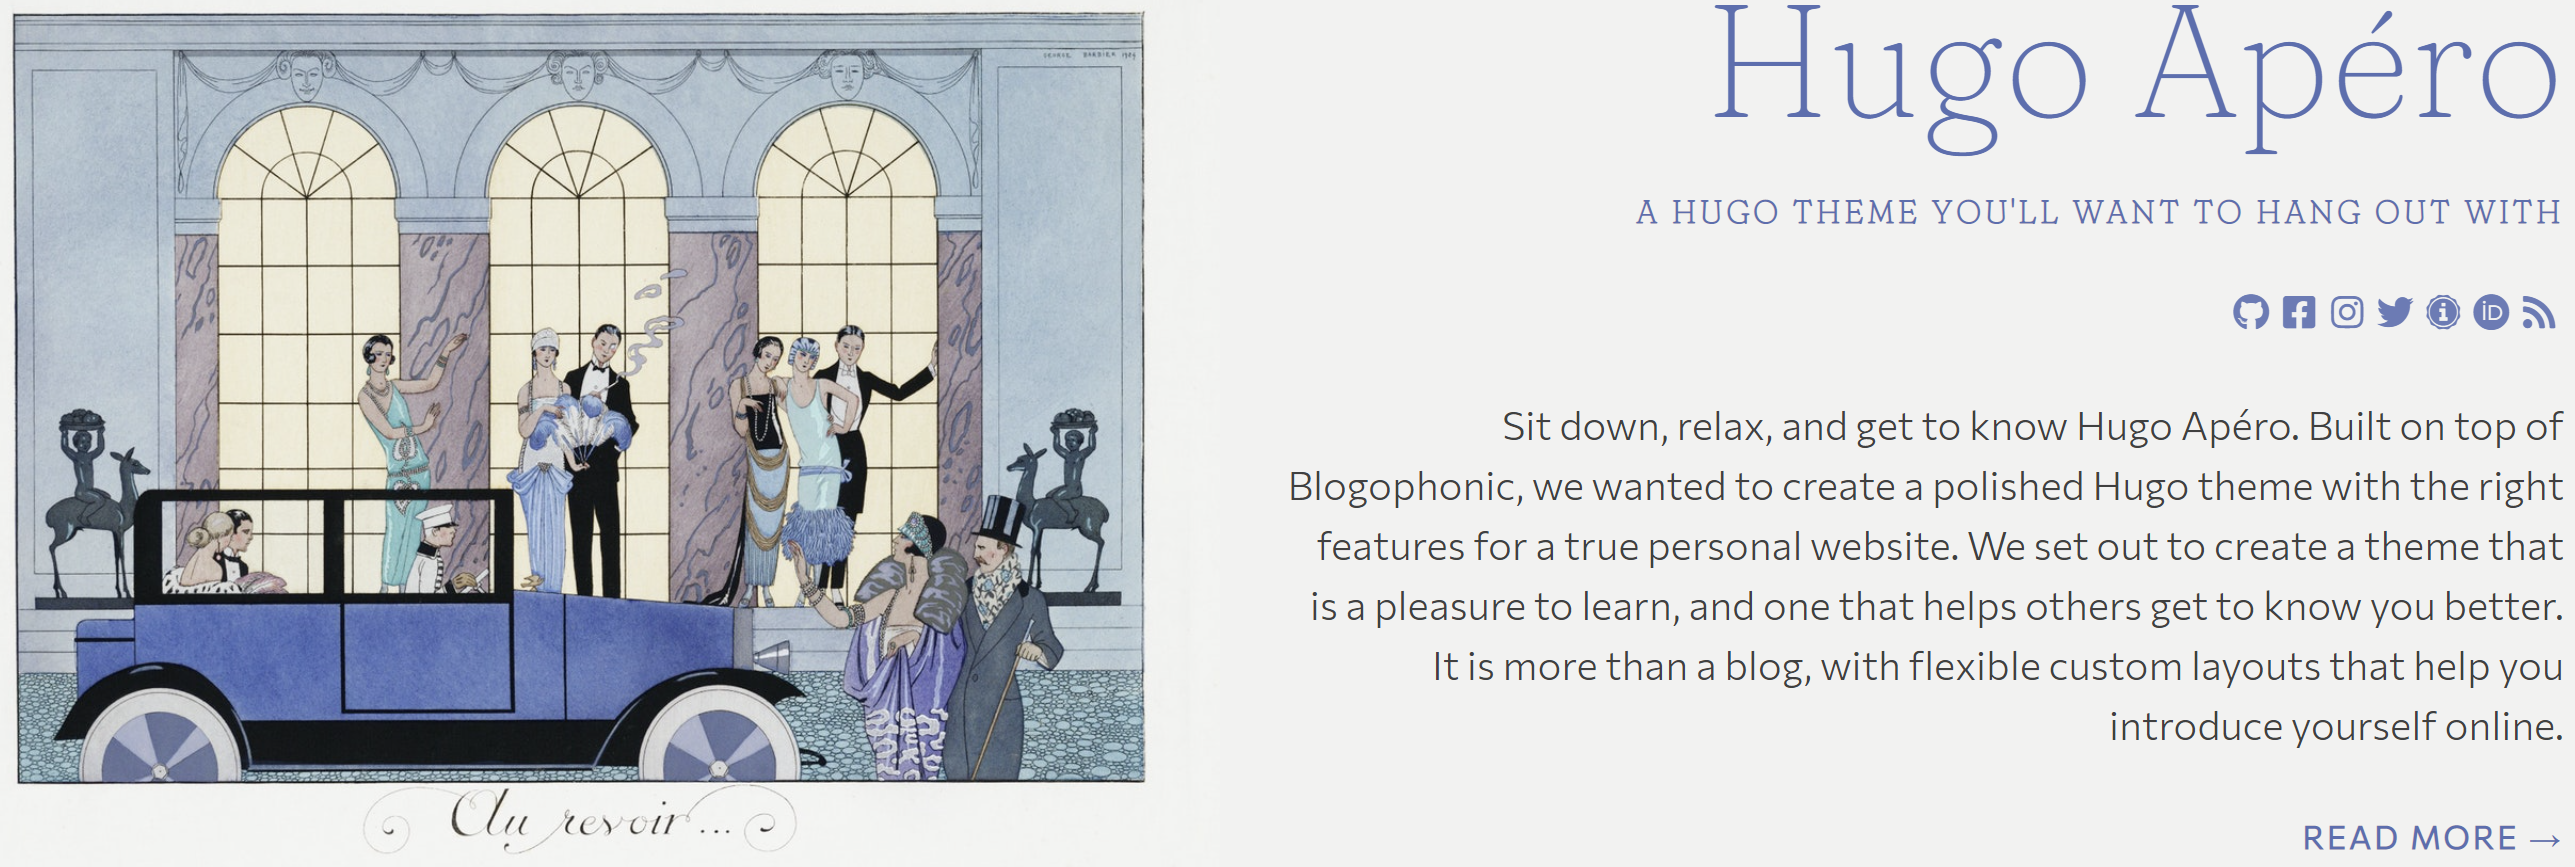 GEORGE BARBIER 1924
Au revoir...
Hugo Apéro
A HUGO THEME YOU'LL WANT TO HANG OUT WITH
iD
Sit down, relax, and get to know Hugo Apéro. Built on top of
Blogophonic, we wanted to create a polished Hugo theme with the right
features for a true personal website. We set out to create a theme that
is a pleasure to learn, and one that helps others get to know you better.
It is more than a blog, with flexible custom layouts that help you
introduce yourself online.
READ MORE →